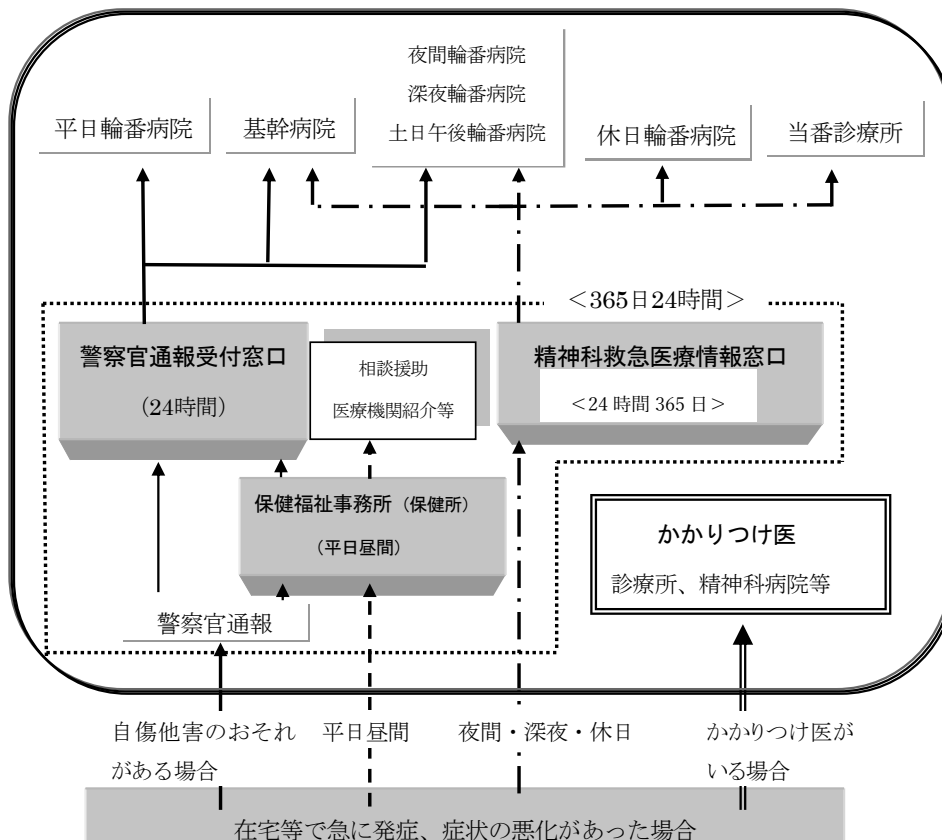 夜間輪番病院
深夜輪番病院
土日午後輪番病院
平日輪番病院
基幹病院
休日輪番病院
当番診療所
＜365日24時間＞
警察官通報受付窓口
（24時間）
相談援助
医療機関紹介等
精神科救急医療情報窓口
＜24 時間 365 日＞
保健福祉事務所（保健所）
（平日昼間）
かかりつけ医
診療所、精神科病院等
警察官通報
自傷他害のおそれ
がある場合
平日昼間
夜間・深夜・休日
かかりつけ医が
いる場合
在宅等で急に発症、症状の悪化があった場合